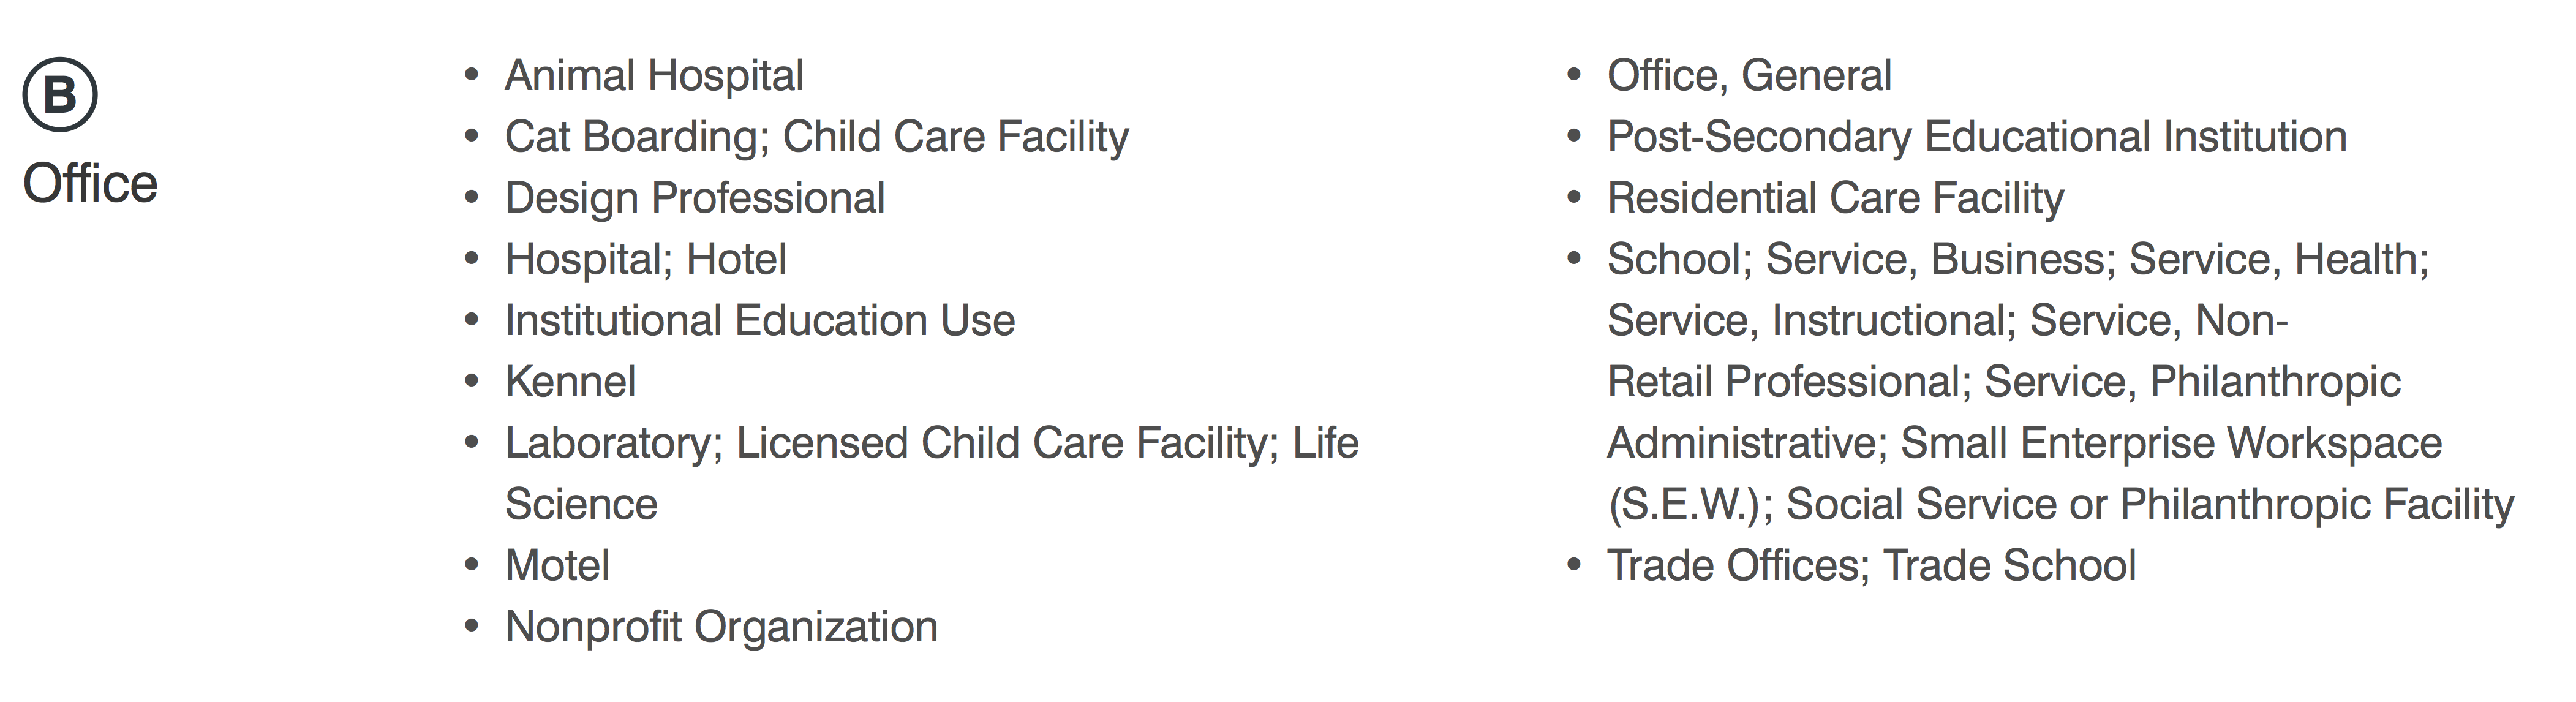 B
Office
• Animal Hospital
• Cat Boarding; Child Care Facility
• Design Professional
• Hospital; Hotel
• Institutional Education Use
• Kennel
• Laboratory; Licensed Child Care Facility; Life
Science
• Motel
• Nonprofit Organization
• Office, General
• Post-Secondary Educational Institution
• Residential Care Facility
• School; Service, Business; Service, Health;
Service, Instructional; Service, Non-
Retail Professional; Service, Philanthropic
Administrative; Small Enterprise Workspace
(S.E.W.); Social Service or Philanthropic Facility
• Trade Offices; Trade School